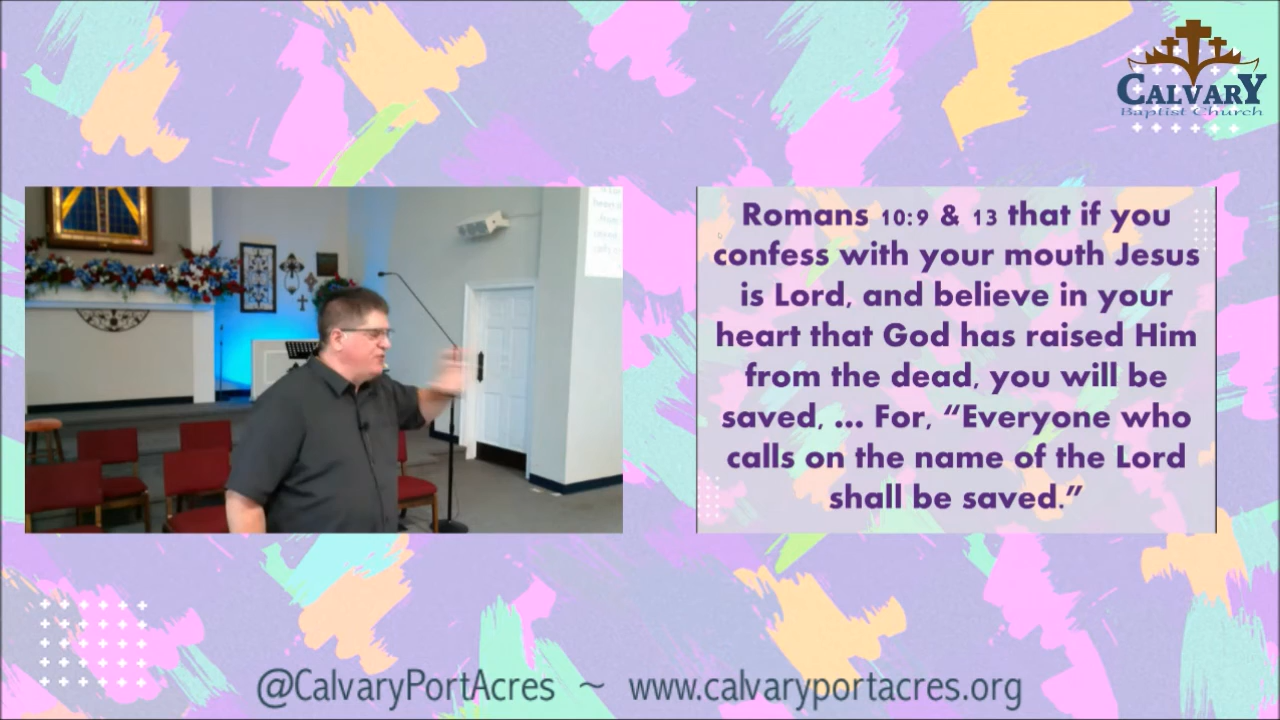 CALVARY
Baptist Church
Romans 10:9 & 13 that if you
confess with your mouth Jesus
is Lord, and believe in your
heart that God has raised Him
from the dead, you will be
saved, ... For, “Everyone who
calls on the name of the Lord
shall be saved.”
@CalvaryPortAcres ~ www.calvaryportacres.org